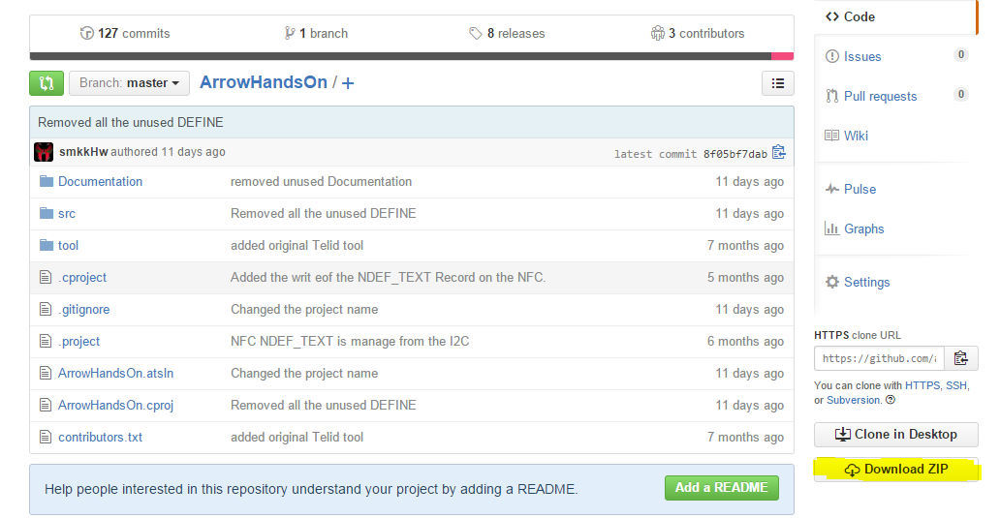 127 commits 1 branch 8 releases 3 contributors
Branch: master ArrowHandsOn / +
Removed all the unused DEFINE
smkkHw authored 11 days ago latest commit 8f05bf7dab
Documentation removed unused Documentation 11 days ago
src Removed all the unused DEFINE 11 days ago
tool added original Telid tool 7 months ago
.cproject Added the writ eof the NDEF_TEXT Record on the NFC. 5 months ago
.gitignore Changed the project name 11 days ago
.project NFC NDEF_TEXT is manage from the I2C 6 months ago
ArrowHandsOn.atsln Changed the project name 11 days ago
ArrowHandsOn.cproj Removed all the unused DEFINE 11 days ago
contributors.txt added original Telid tool 7 months ago
Help people interested in this repository understand your project by adding a README. Add a README
Code
Issues 0
Pull requests 0
Wiki
Pulse
Graphs
Settings
HTTPS clone URL
https://github.com/a
You can clone with HTTPS, SSH,
or Subversion.
Clone in Desktop
Download ZIP